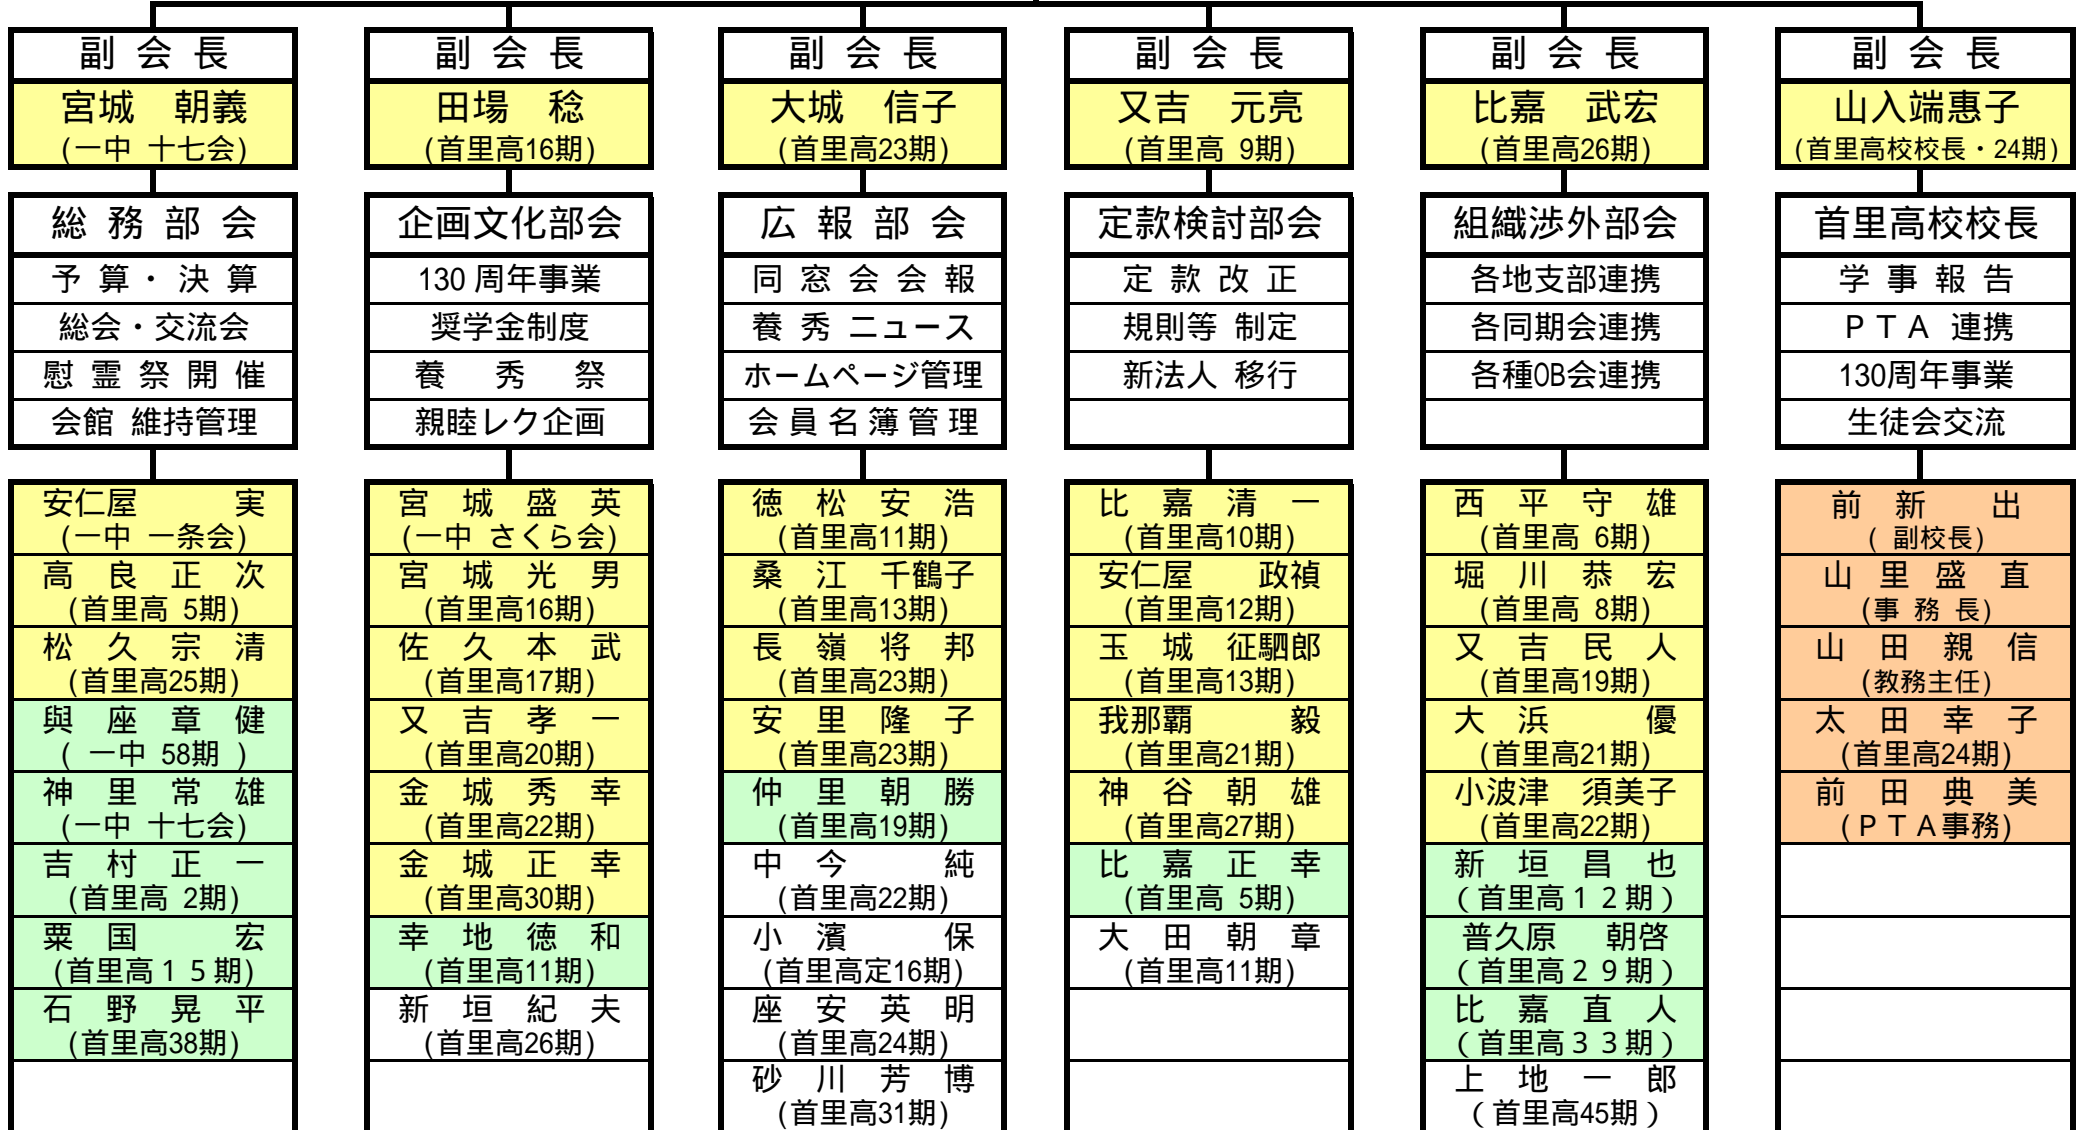 副 会 長
宮城　朝義
(一中 十七会)
総 務 部 会
予 算 ・ 決 算
総会・交流会
慰 霊 祭 開 催
会館 維持管理
安仁屋　　　実
(一中 一条会)
高　良　正　次
(首里高 5期)
松　久　宗　清
(首里高25期)
與　座　章　健
( 一中 58期 )
神　里　常　雄
(一中 十七会)
吉　村　正　一
(首里高 2期)
粟　国　　　宏
(首里高１５期)
石　野　晃　平
(首里高38期)
副 会 長
田場　稔
(首里高16期)
企画文化部会
130 周年事業
奨学金制度
養　秀　祭
親睦レク企画
宮　城　盛　英
(一中 さくら会)
宮　城　光　男
(首里高16期)
佐　久　本　武
(首里高17期)
又　吉　孝　一
(首里高20期)
金　城　秀　幸
(首里高22期)
金　城　正　幸
(首里高30期)
幸　地　徳　和
(首里高11期)
新　垣　紀　夫
(首里高26期)
副 会 長
大城　信子
(首里高23期)
広 報 部 会
同 窓 会 会 報
養 秀 ニュース
ホームページ管理
会 員 名 簿 管 理
徳　松　安　浩
(首里高11期)
桑　江　千鶴子
(首里高13期)
長　嶺　将　邦
(首里高23期)
安　里　隆　子
(首里高23期)
仲　里　朝　勝
(首里高19期)
中　今　　　純
(首里高22期)
小　濱　　　保
(首里高定16期)
座　安　英　明
(首里高24期)
砂　川　芳　博
(首里高31期)
副 会 長
又吉　元亮
(首里高 9期)
定款検討部会
定 款 改 正
規則等 制定
新法人 移行
比　嘉　清　一
(首里高10期)
安仁屋　　政禎
(首里高12期)
玉　城　征駟郎
(首里高13期)
我那覇　　　毅
(首里高21期)
神　谷　朝　雄
(首里高27期)
比　嘉　正　幸
(首里高 5期)
大　田　朝　章
(首里高11期)
副 会 長
比嘉　武宏
(首里高26期)
組織渉外部会
各地支部連携
各同期会連携
各種OB会連携
西　平　守　雄
(首里高 6期)
堀　川　恭　宏
(首里高 8期)
又　吉　民　人
(首里高19期)
大　浜　　　優
(首里高21期)
小波津　須美子
(首里高22期)
新　垣　昌　也
(首里高１２期)
普久原　朝啓
(首里高２９期)
比　嘉　直　人
(首里高３３期)
上　地　一　郎
(首里高45期)
副 会 長
山入端惠子
(首里高校校長・24期)
首里高校校長
学 事 報 告
ＰＴＡ 連携
130周年事業
生徒会交流
前　新　　出
( 副校長)
山　里　盛　直
(事 務 長)
山　田　親　信
(教務主任)
太　田　幸　子
(首里高24期)
前　田　典　美
(ＰＴＡ事務)